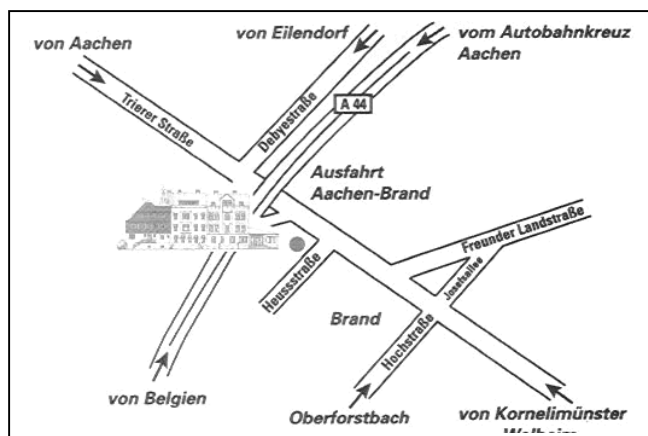 von Eilendorf
vom Autobahnkreuz
Aachen
von Aachen
Trierer Straße
Debyestraße
A 44
Ausfahrt
Aachen-Brand
Freunder Landstraße
Josefsallee
Heussstraße
Brand
Hochstraße
von Belgien
Oberforstbach
von Kornelimünster